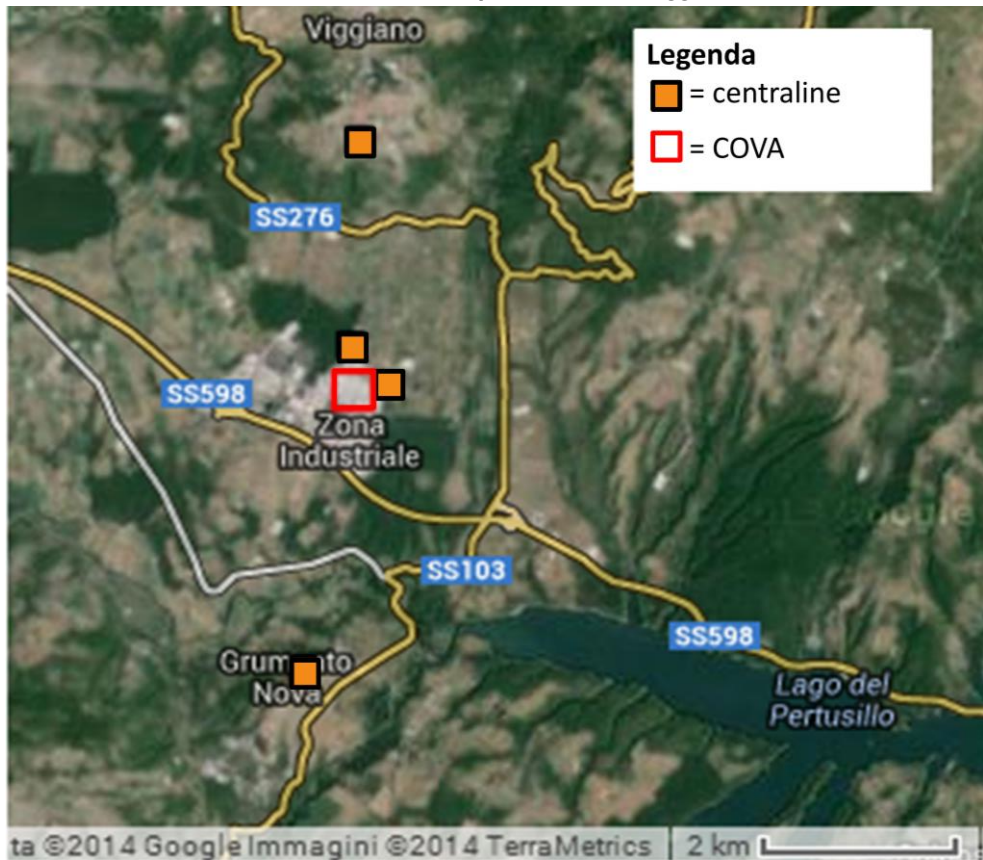 Viggiano
Legenda
= centraline
= COVA
SS276
SS598
Zona
Industriale
SS103
SS598
Grumento
Nova
Lago del
Pertusillo
ta ©2014 Google Immagini ©2014 TerraMetrics
2 km